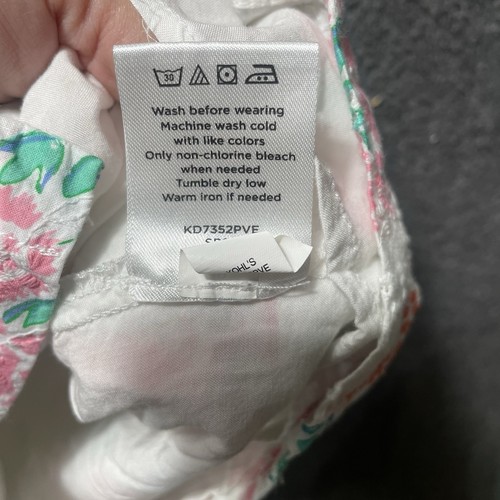 30
Wash before wearing
Machine wash cold
with like colors
Only non-chlorine bleach
when needed
Tumble dry low
Warm iron if needed
KD7352PVE
KOHL'S